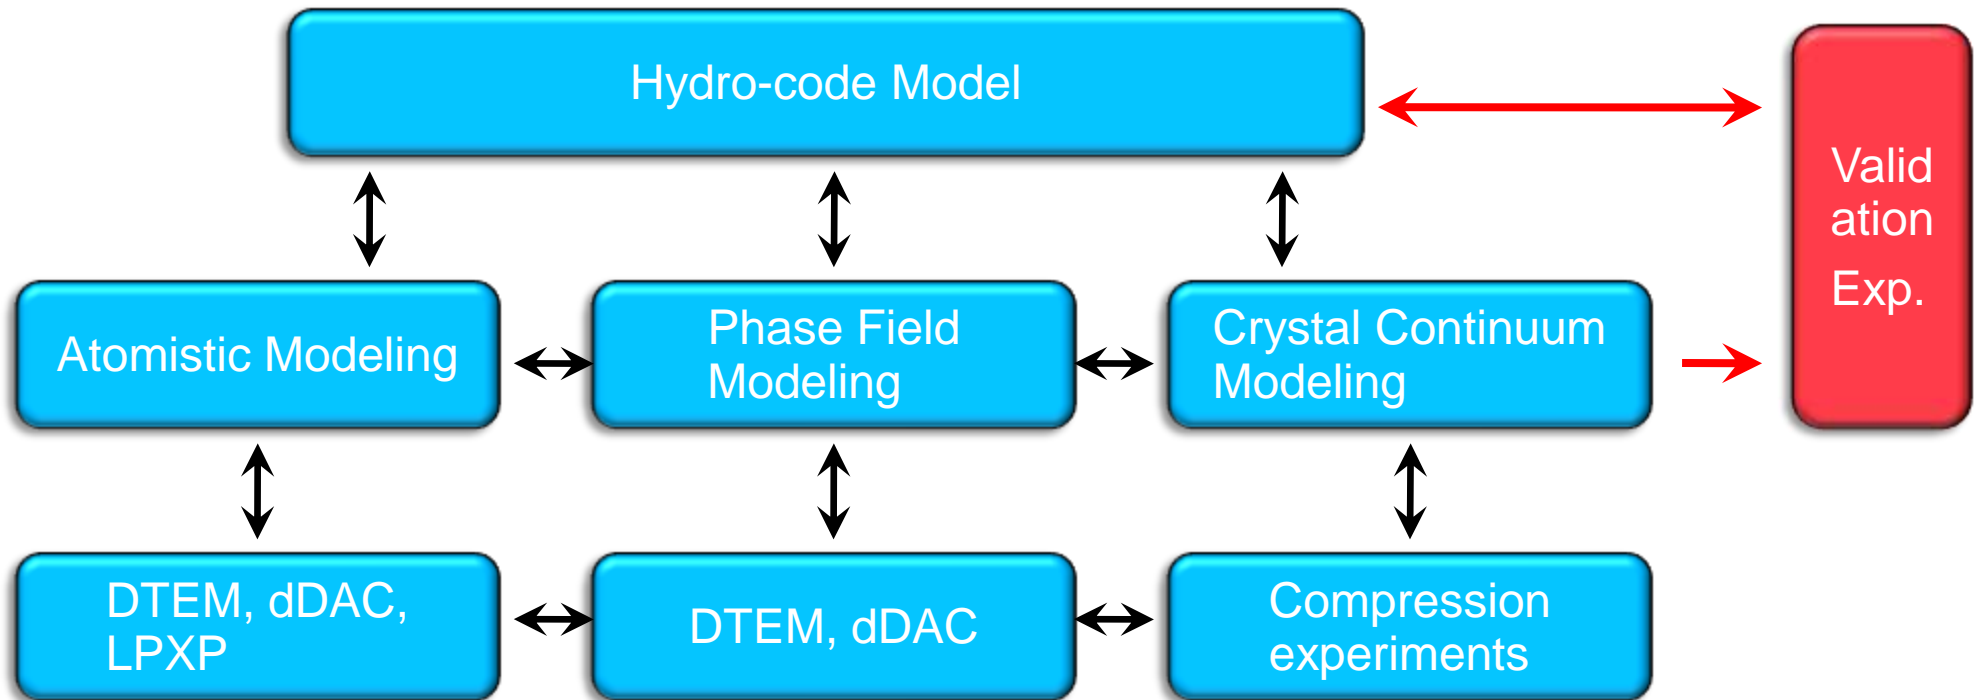 Hydro-code Model
Valid
ation
Exp.
Atomistic Modeling
Phase Field
Modeling
Crystal Continuum
Modeling
DTEM, dDAC,
LPXP
DTEM, dDAC
Compression
experiments